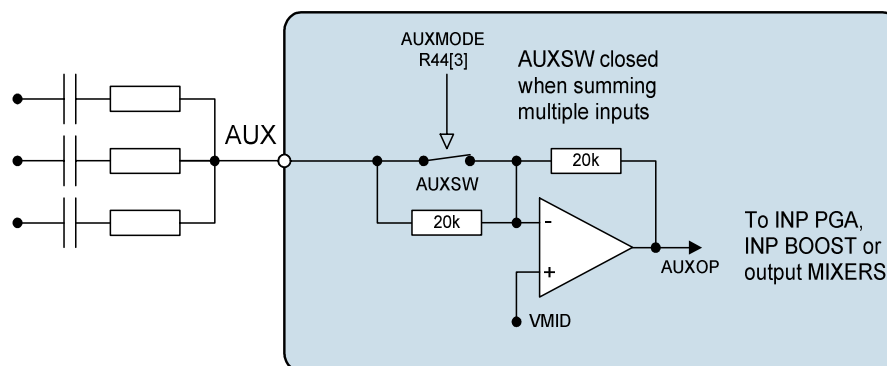 AUXMODE
R44[3]
AUXSW closed
when summing
multiple inputs
AUX
20k
AUXSW
20k
-
+
VMID
AUXOP
To INP PGA,
INP BOOST or
output MIXERS